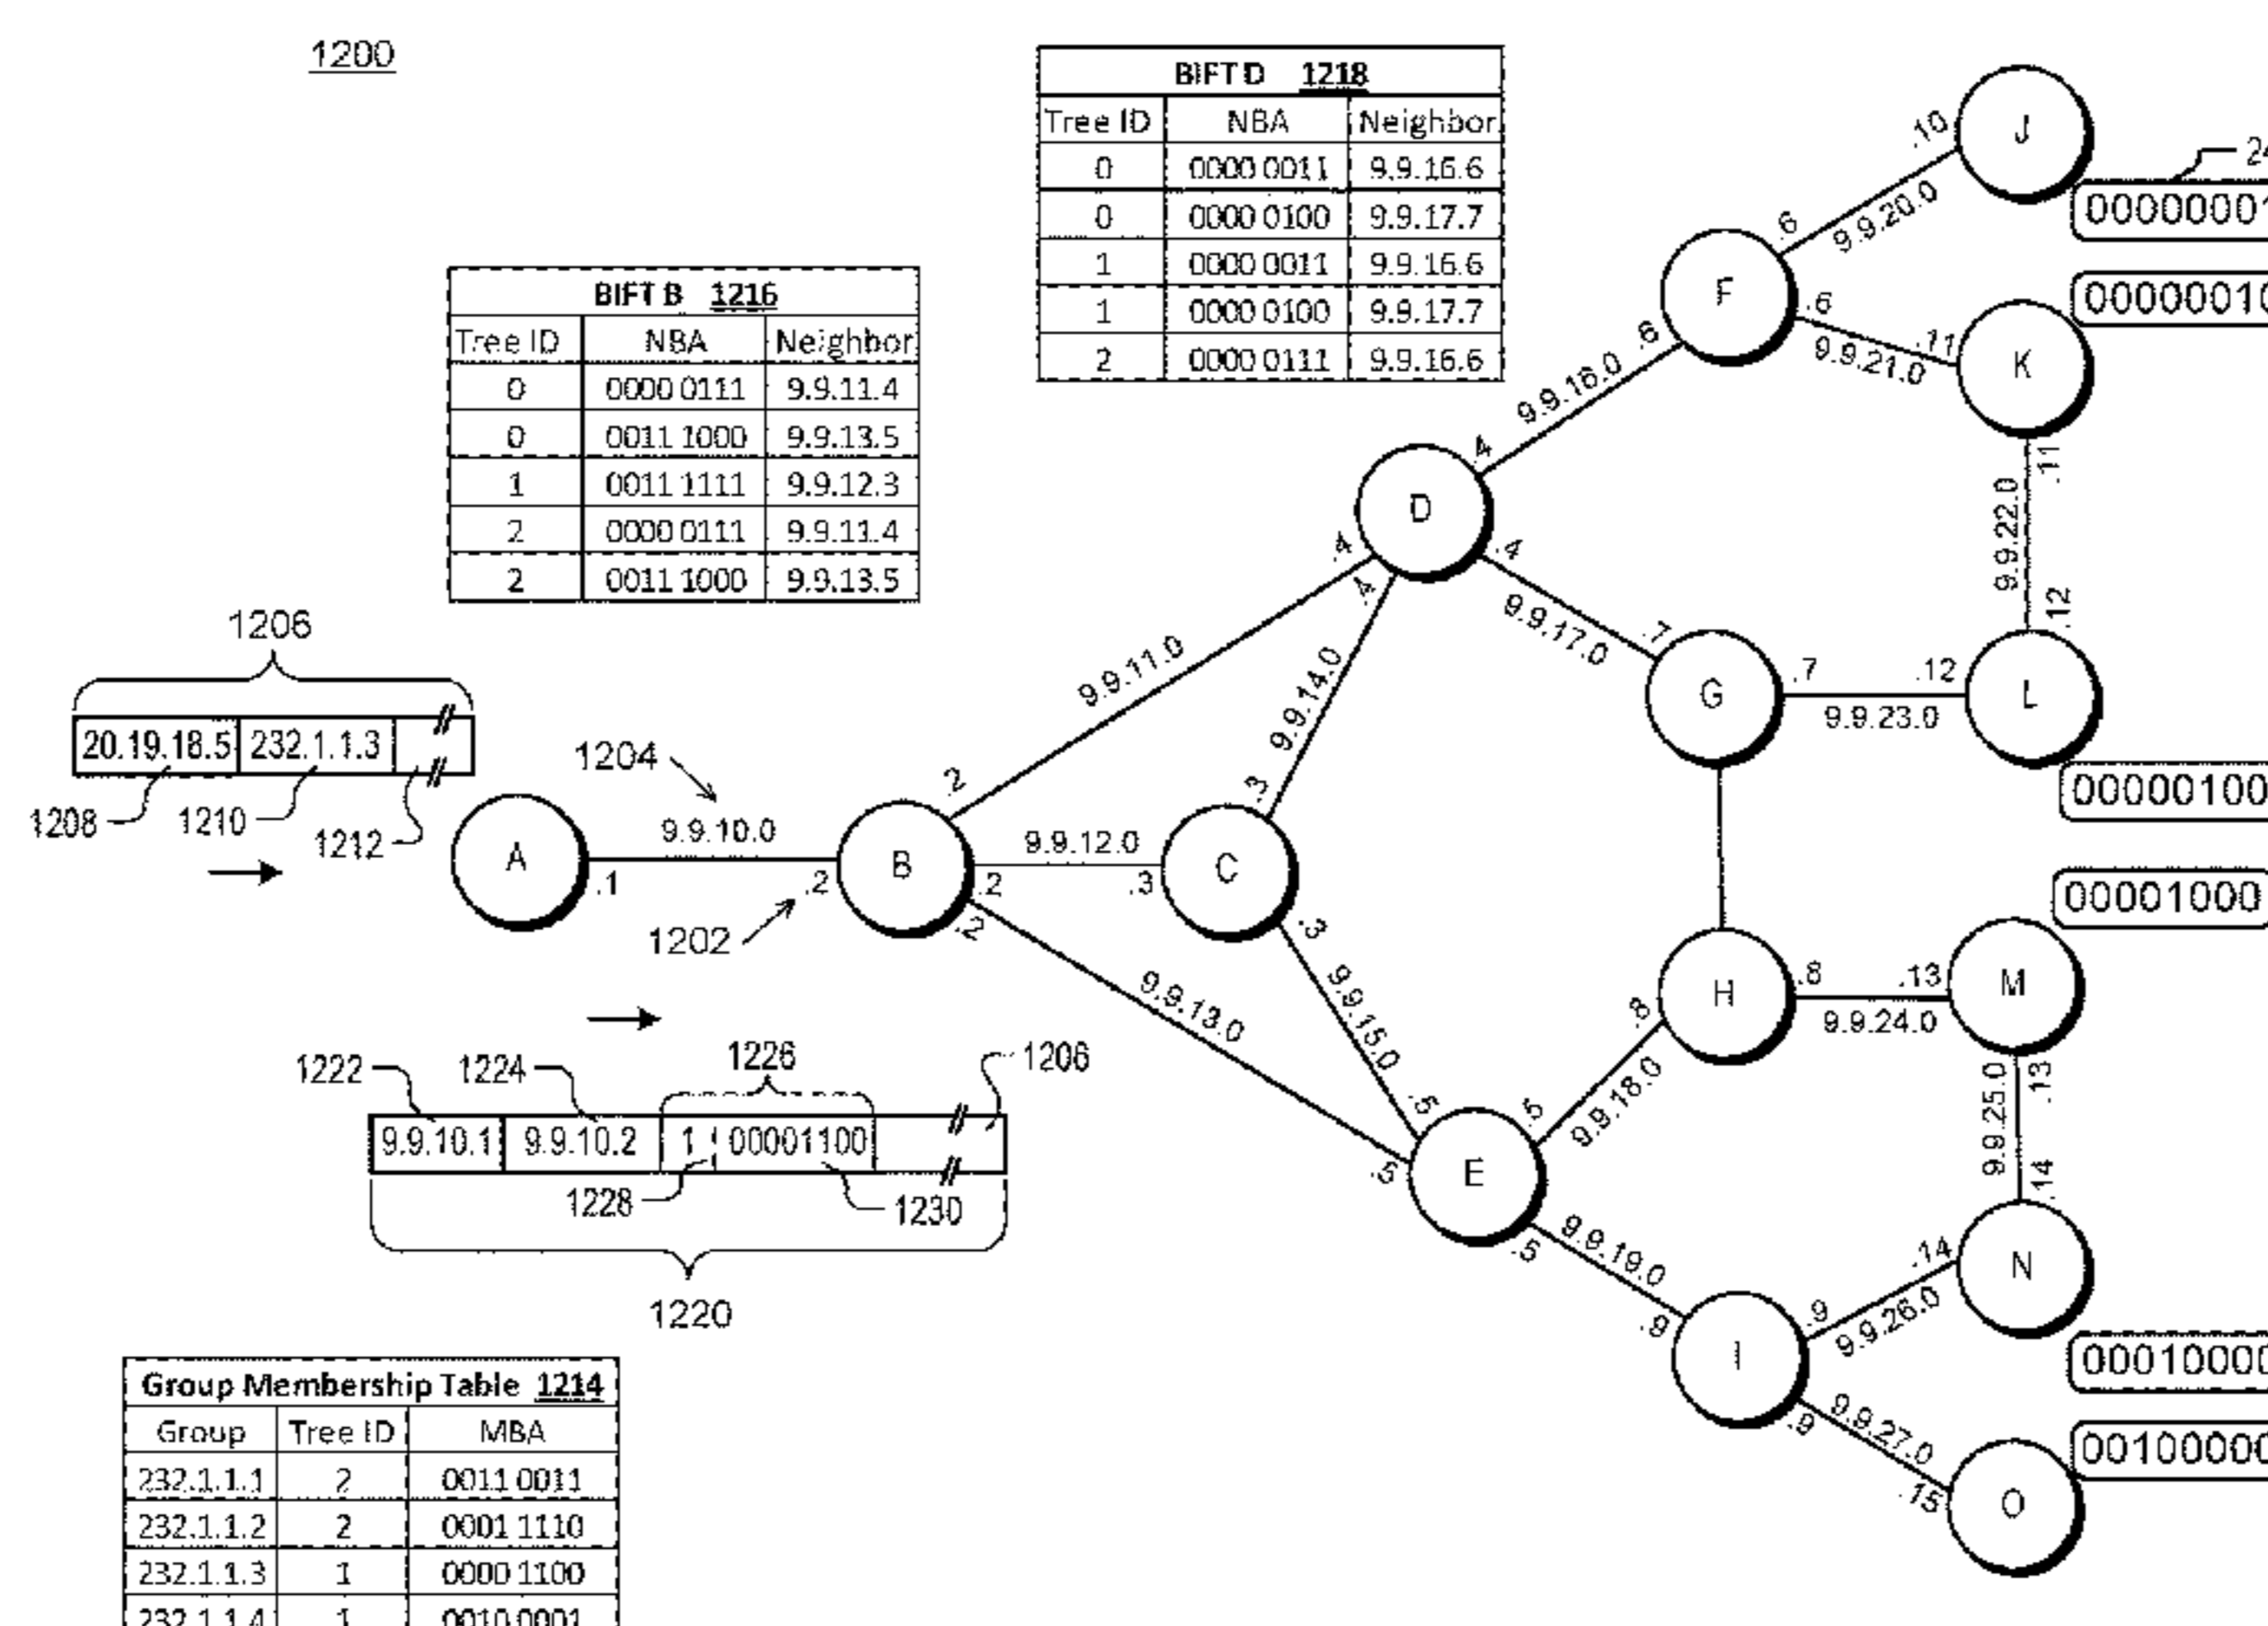 1200
BIFT D 1218
Tree ID NBA Neighbor
0 0000 0011 9.9.16.6
0 0000 0100 9.9.17.7
1 0000 0011 9.9.16.6
1 0000 0100 9.9.17.7
2 0000 0111 9.9.16.6
BIFT B 1216
Tree ID NBA Neighbor
0 0000 0111 9.9.11.4
0 0011 1000 9.9.13.5
1 0011 1111 9.9.12.3
2 0000 0111 9.9.11.4
2 0011 1000 9.9.13.5
1206
20.19.18.5 232.1.1.3
1208 1210 1212
1204
9.9.10.0
A .1 .2 B
1202
.2 9.9.11.0 .4
.2 9.9.12.0 .3 C
.2 9.9.13.0 .5
.3 9.9.14.0 .4
.3 9.9.15.0 .5
D
.4 9.9.16.0 .6
.4 9.9.17.0 .7
E
.5 9.9.18.0 .8
.5 9.9.19.0 .9
F
.6 9.9.20.0 .10
.6 9.9.21.0 .11
J
K
.11 9.9.22.0 .12
G .7 9.9.23.0 .12 L
H .8 9.9.24.0 .13 M
.13 9.9.25.0 .14
I
.9 9.9.26.0 .14
N
.9 9.9.27.0 .15
O
00001000
1222 1224 1226 1206
9.9.10.1 9.9.10.2 1 00001100
1228 1230
1220
Group Membership Table 1214
Group Tree ID MBA
232.1.1.1 2 0011 0011
232.1.1.2 2 0001 1110
232.1.1.3 1 0000 1100
232.1.1.4 1 0010 0001